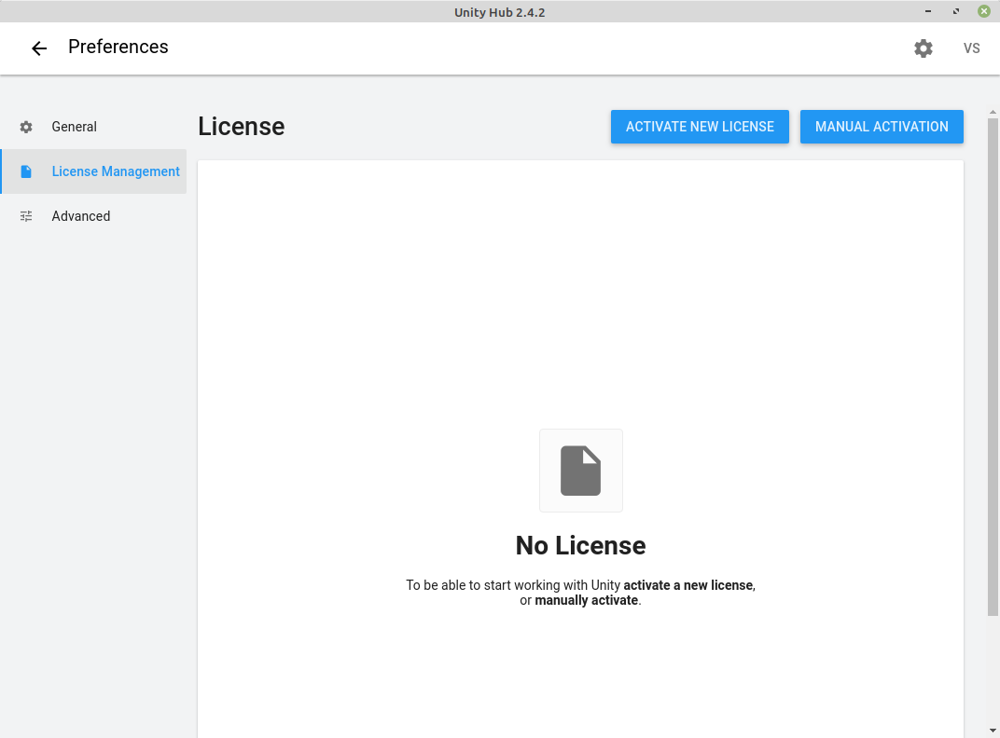 Unity Hub 2.4.2
Preferences
VS
General
License Management
Advanced
License
ACTIVATE NEW LICENSE
MANUAL ACTIVATION
No License
To be able to start working with Unity activate a new license,
or manually activate.